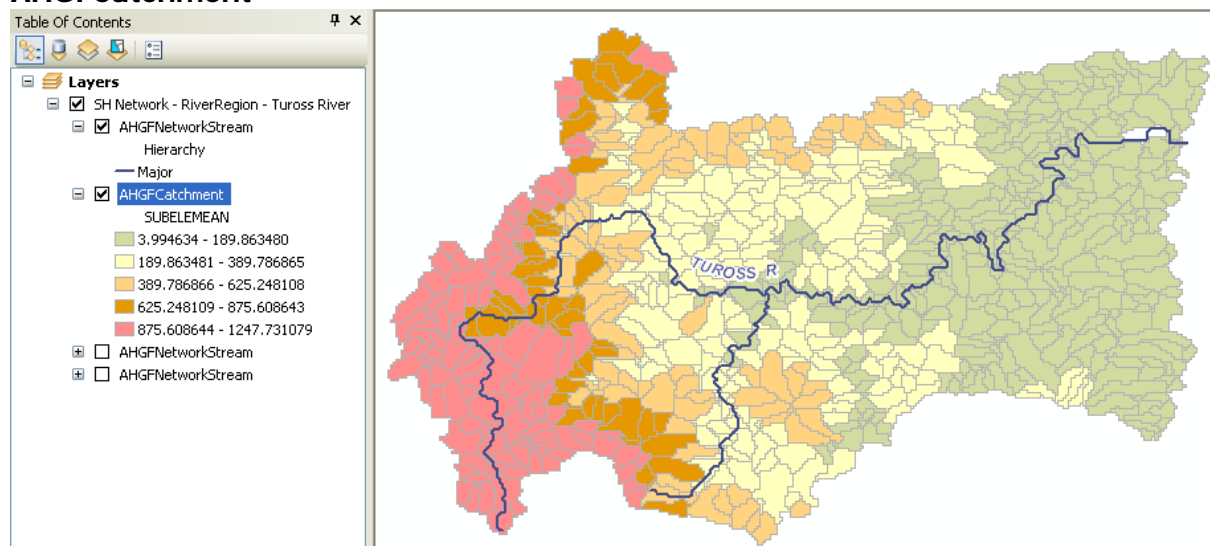 AHGFCatchment
Table Of Contents
Layers
SH Network - RiverRegion - Tuross River
AHGFNetworkStream
Hierarchy
Major
AHGFCatchment
SUBELEMEAN
3.994634 - 189.863480
189.863481 - 389.786865
389.786866 - 625.248108
625.248109 - 875.608643
875.608644 - 1247.731079
AHGFNetworkStream
AHGFNetworkStream
TUROSS R